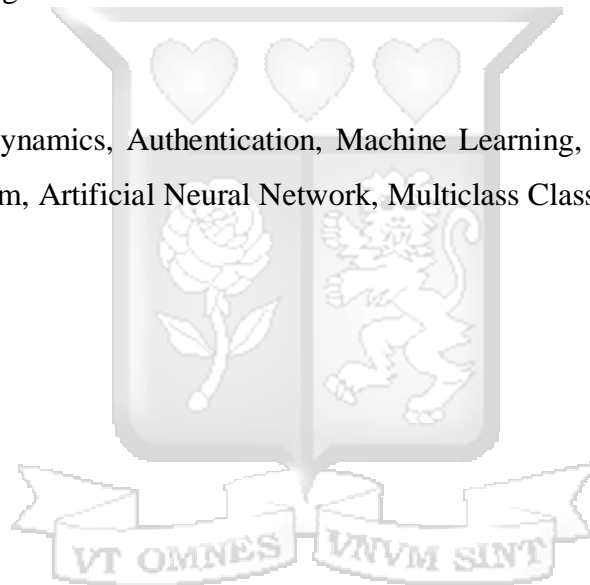 ynamics, Authentication, Machine Learning,
m, Artificial Neural Network, Multiclass Class
VT OMNES VNVM SINT